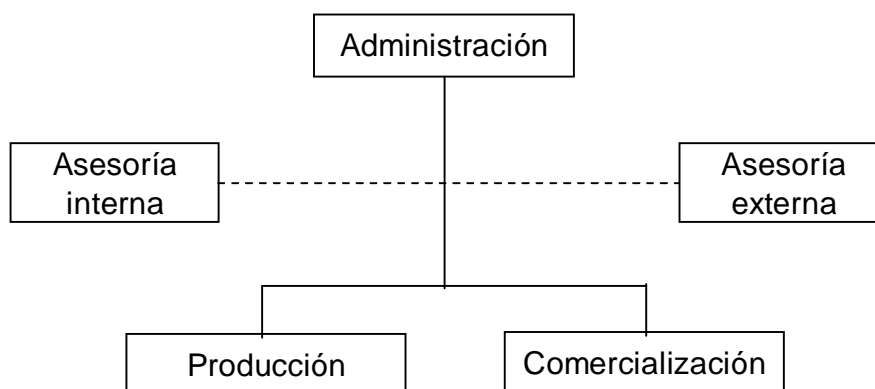 Administración
Asesoría
interna
Asesoría
externa
Producción
Comercialización